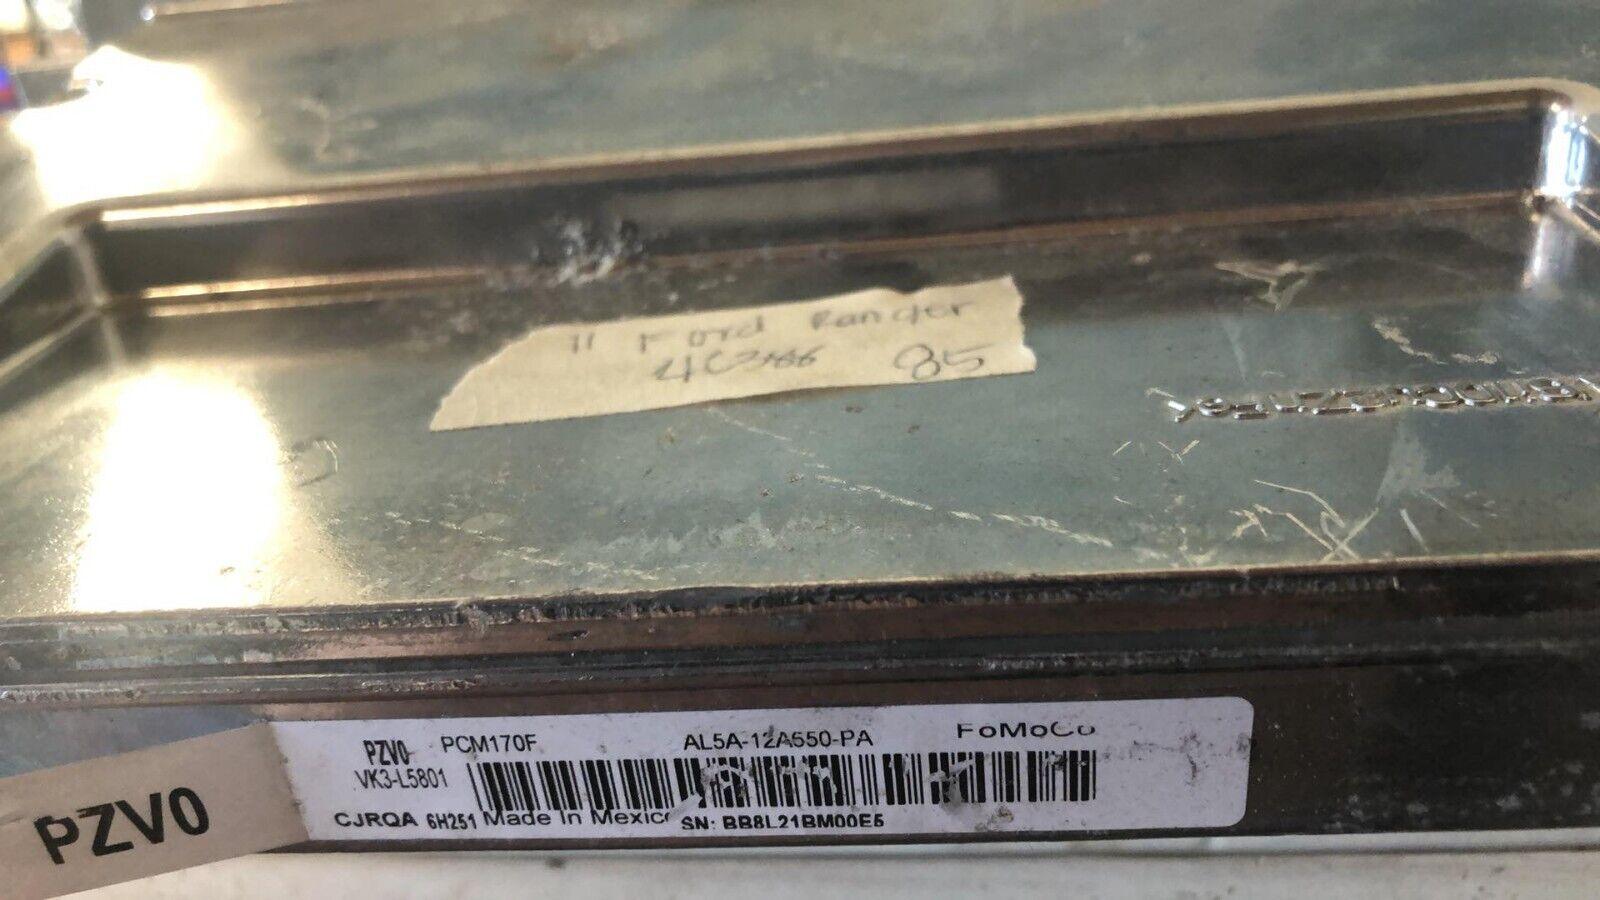 11 Ford Ranger
85
PZV0 PCM170F AL5A-12A650-PA FoMoCo
VK3-L5801
CJRQA 6H251 Made In Mexico SN: BB8L21BM00E5
PZV0